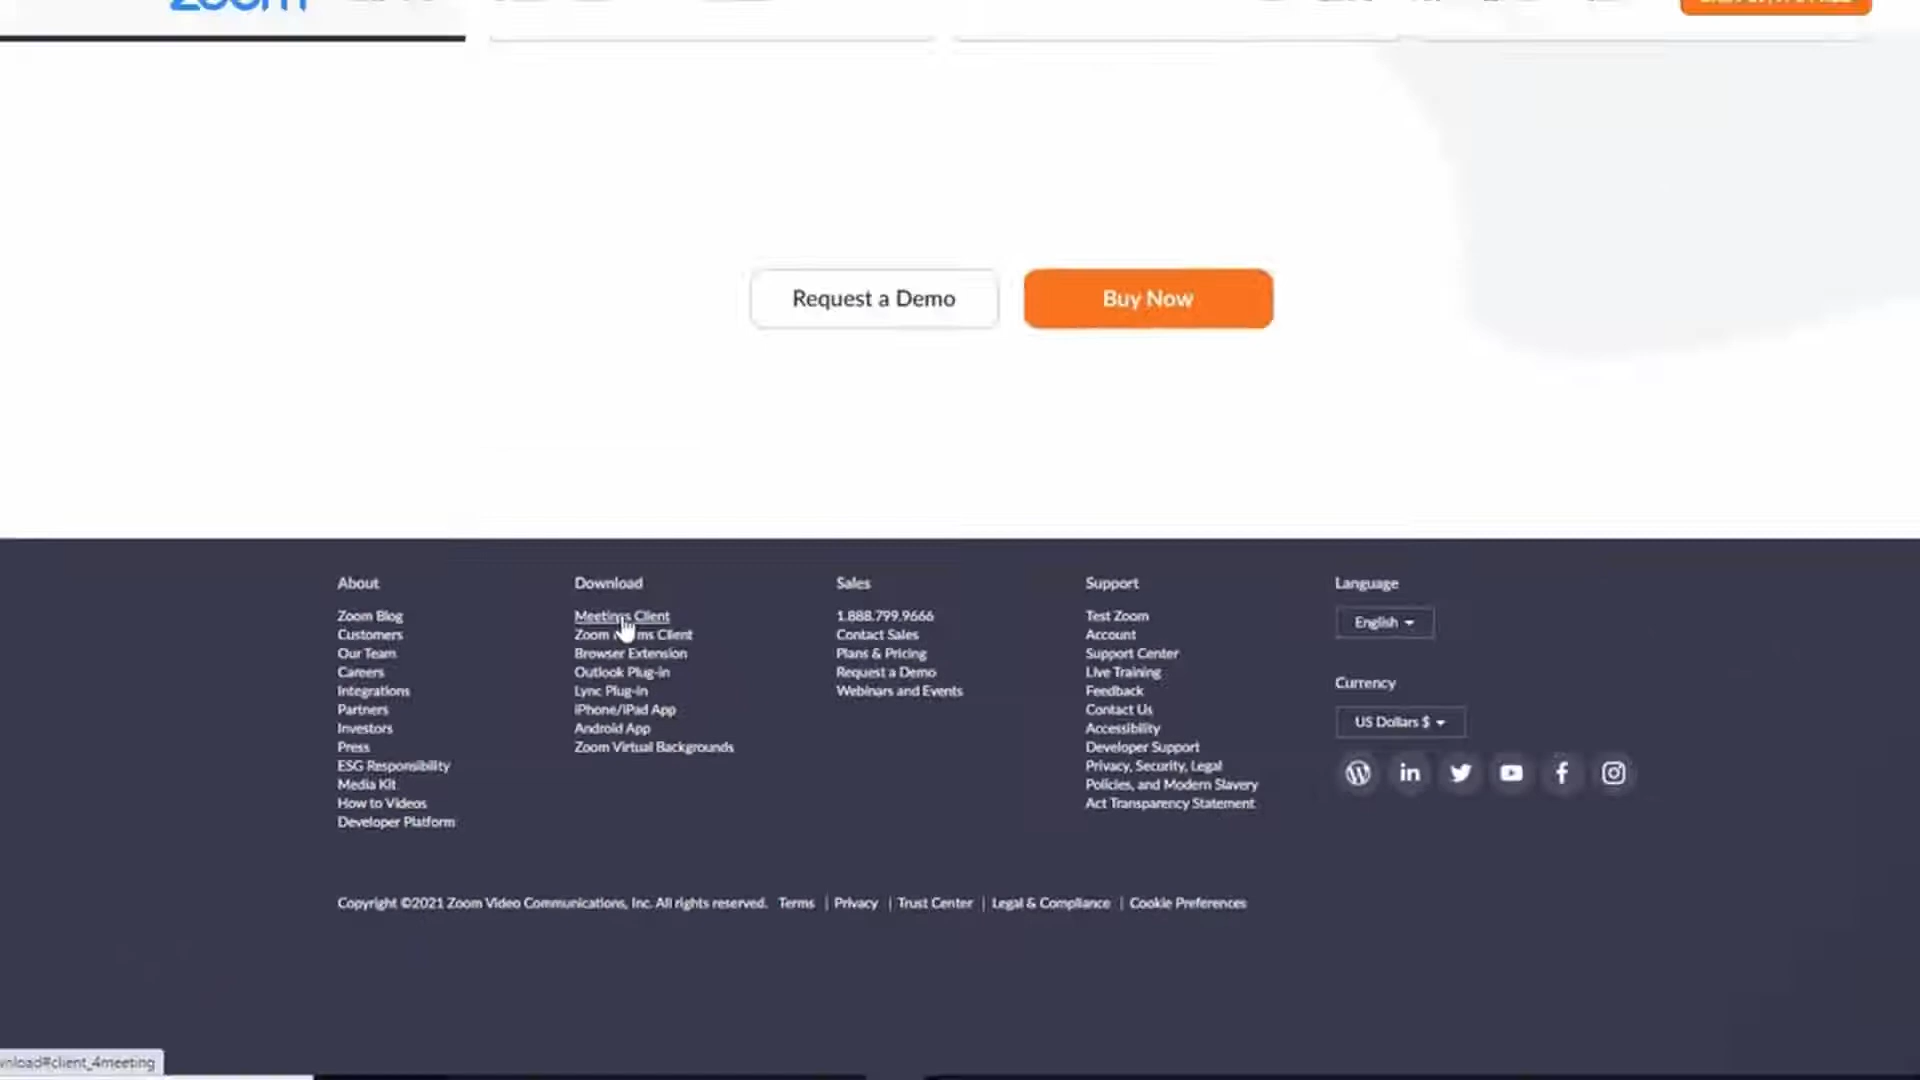 zoom
Request a Demo
Buy Now
About
Zoom Blog
Customers
Our Team
Careers
Integrations
Partners
Investors
Press
ESG Responsibility
Media Kit
How to Videos
Developer Platform
Download
Meetings Client
Zoom ms Client
Browser Extension
Outlook Plug-in
Lync Plug-in
iPhone/iPad App
Android App
Zoom Virtual Backgrounds
Sales
1.888.799.9666
Contact Sales
Plans & Pricing
Request a Demo
Webinars and Events
Support
Test Zoom
Account
Support Center
Live Training
Feedback
Contact Us
Accessibility
Developer Support
Privacy, Security, Legal
Policies, and Modern Slavery
Act Transparency Statement
Language
English
Currency
US Dollars $
Copyright ©2021 Zoom Video Communications, Inc. All rights reserved. Terms | Privacy | Trust Center | Legal & Compliance | Cookie Preferences
wnload#client_4meeting